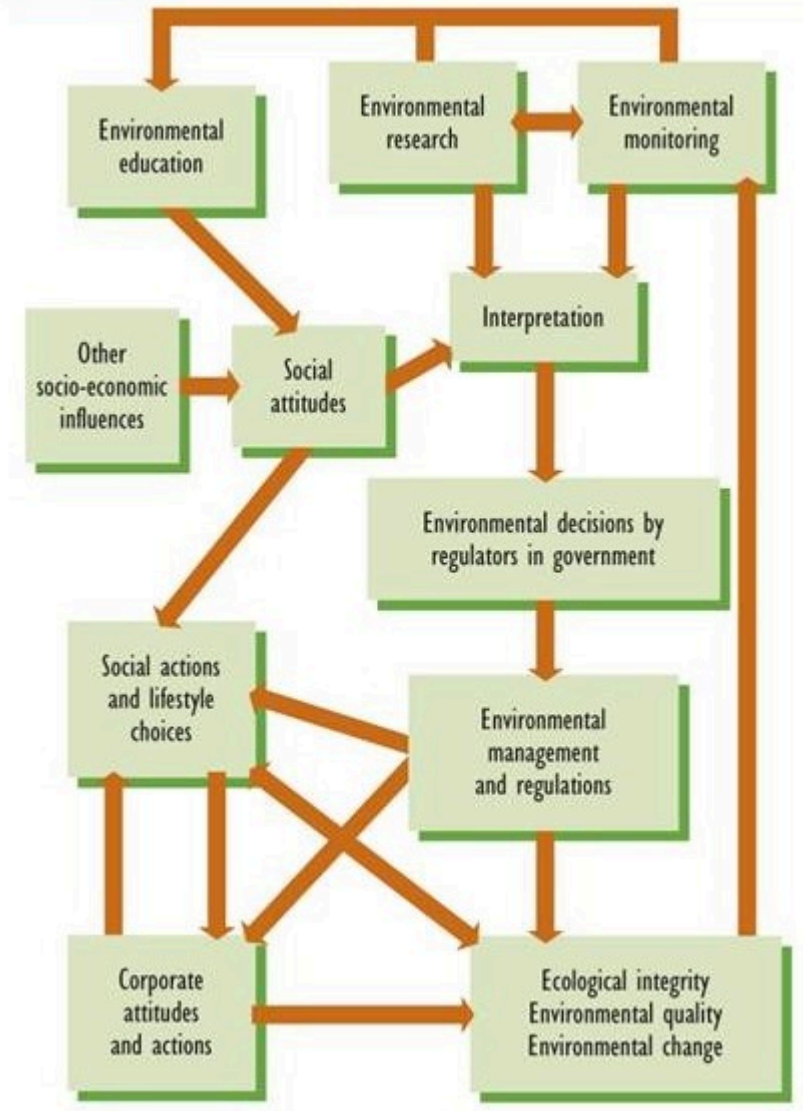 Environmental
education
Environmental
research
Environmental
monitoring
Other
socio-economic
influences
Social
attitudes
Interpretation
Environmental decisions by
regulators in government
Social actions
and lifestyle
choices
Environmental
management
and regulations
Corporate
attitudes
and actions
Ecological integrity
Environmental quality
Environmental change